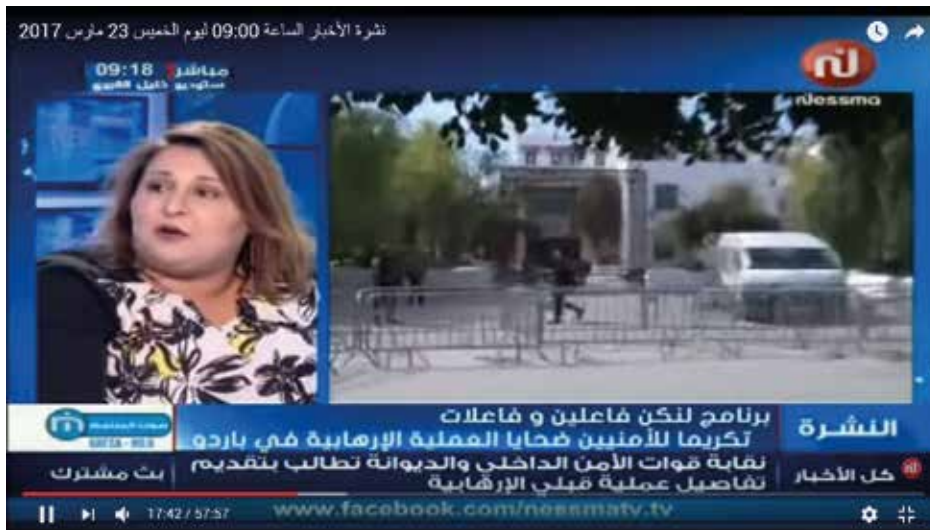 نشرة الأخبار الساعة 09:00 ليوم الخميس 23 مارس 2017
مباشر 09:18
nessma
النشرة
برنامج لنكن فاعلين و فاعلات
تكريما للأمنيين ضحايا العملية الإرهابية في باردو
كل الأخبار
نقابة قوات الأمن الداخلي والديوانة تطالب بتقديم
تفاصيل عملية قبلي الإرهابية
بث مشترك
17:42 / 57:57
www.facebook.com/nessmatv.tv